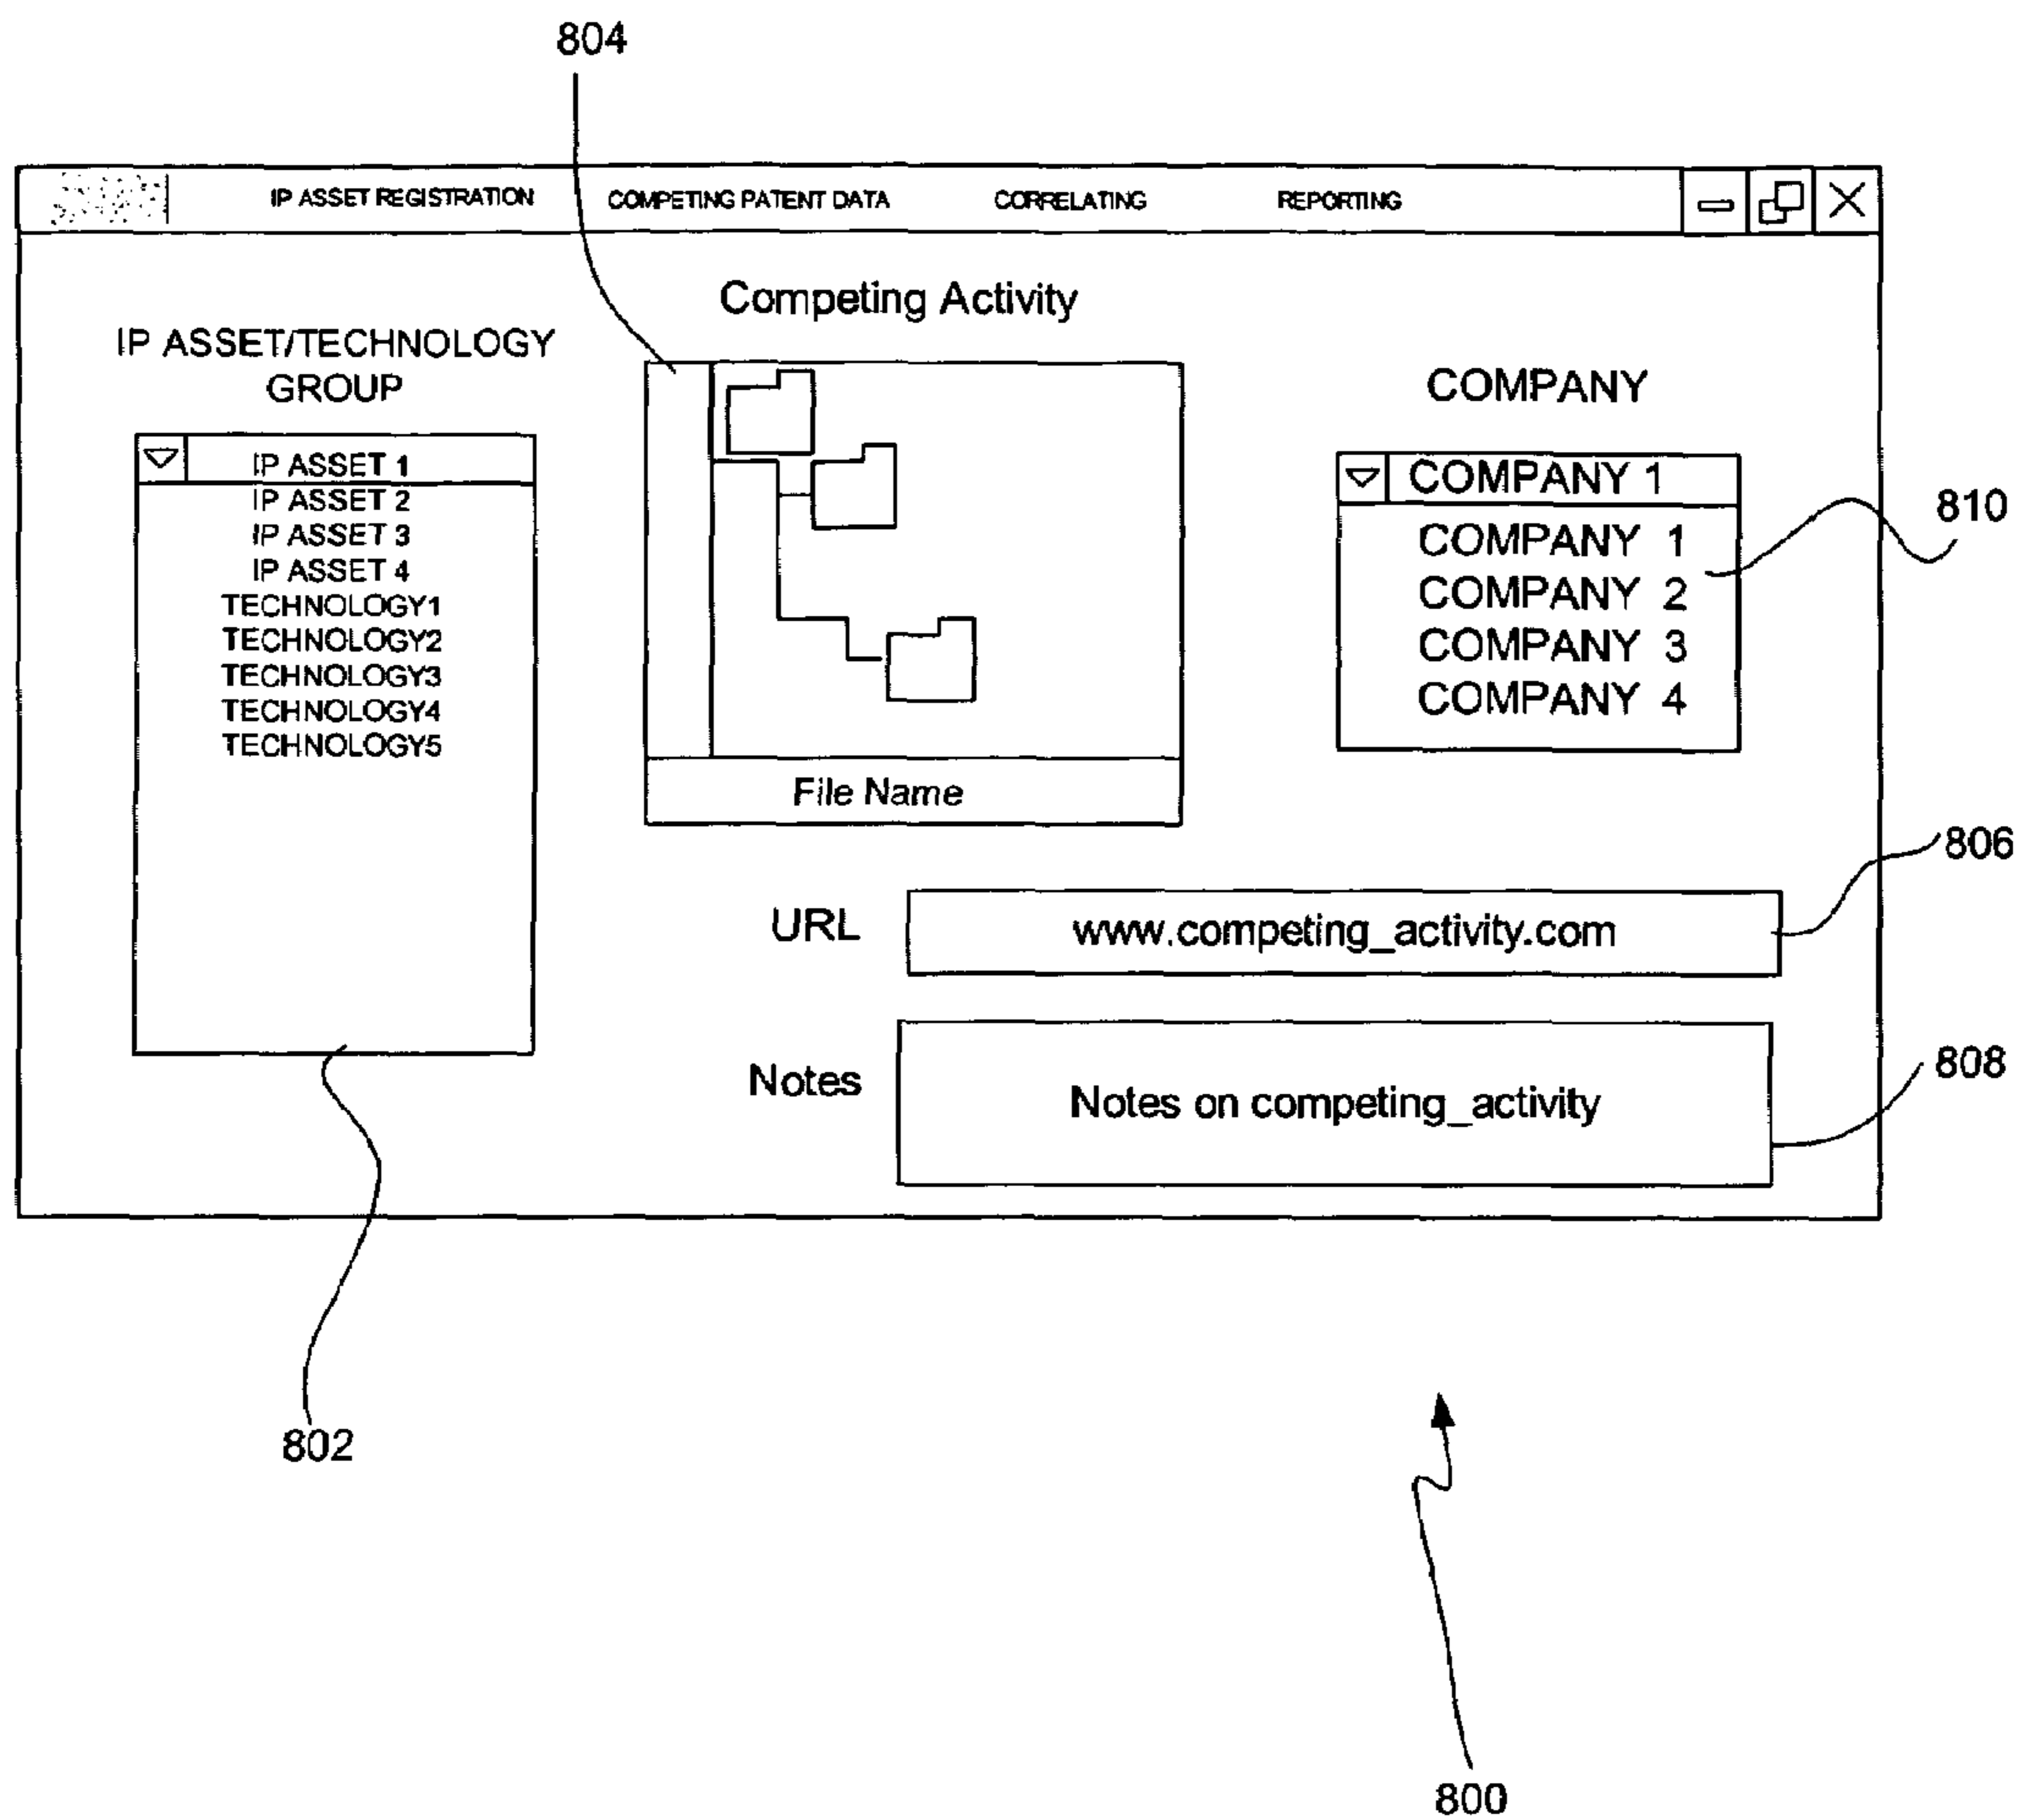 804
IP ASSET REGISTRATION COMPETING PATENT DATA CORRELATING REPORTING
Competing Activity
IP ASSET/TECHNOLOGY
GROUP
COMPANY
IP ASSET 1
IP ASSET 2
IP ASSET 3
IP ASSET 4
TECHNOLOGY1
TECHNOLOGY2
TECHNOLOGY3
TECHNOLOGY4
TECHNOLOGY5
File Name
COMPANY 1
COMPANY 1
COMPANY 2
COMPANY 3
COMPANY 4
810
806
URL www.competing_activity.com
808
Notes Notes on competing_activity
802
800